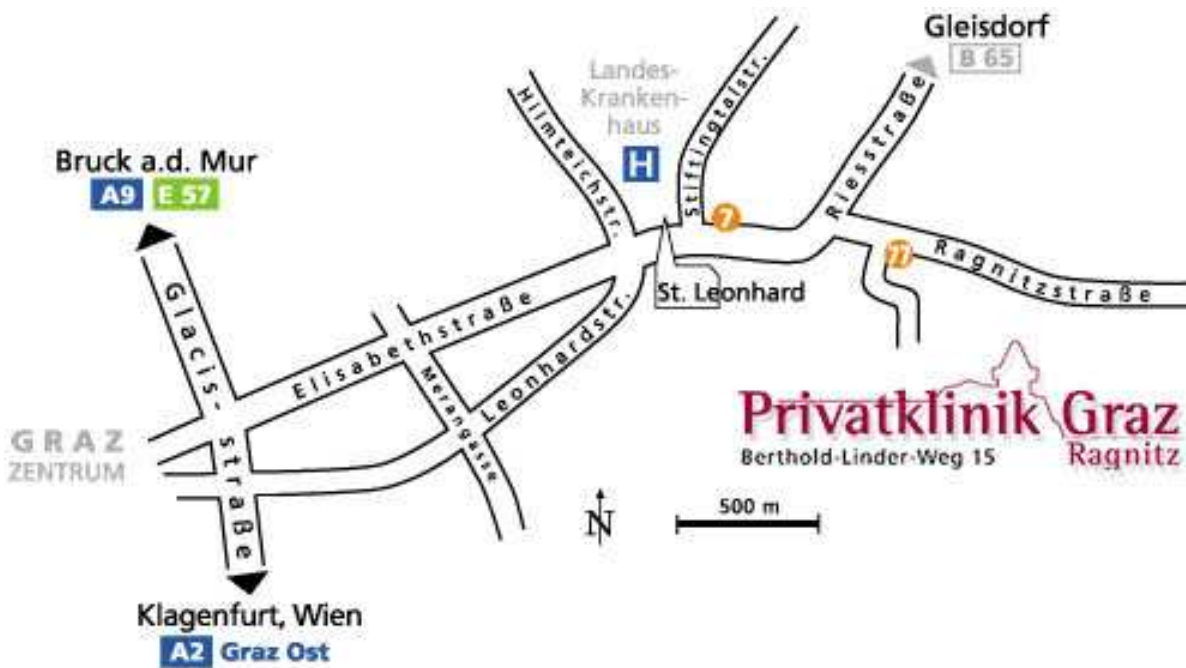 Gleisdorf
B 65
Landes-
Kranken-
haus
H
Hilmteichstr.
Stiftingtalstr.
Riesstraße
Bruck a.d. Mur
A9 E 57
7
77
Ragnitzstraße
St. Leonhard
Glacis-
straße
Elisabethstraße
Leonhardstr.
Merangasse
GRAZ
ZENTRUM
Privatklinik Graz
Berthold-Linder-Weg 15 Ragnitz
N
500 m
Klagenfurt, Wien
A2 Graz Ost